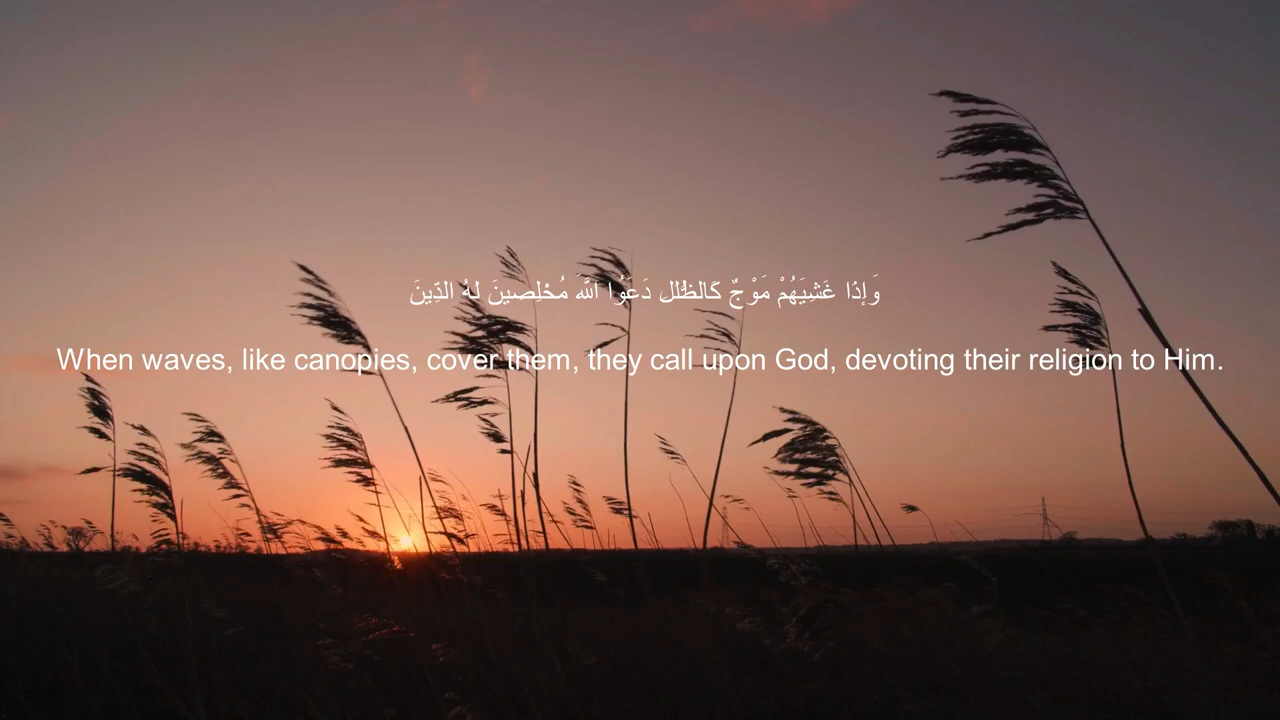 وَإِذَا غَشِيَهُمْ مَوْجٌ كَالظُّلَلِ دَعَوُا اللَّهَ مُخْلِصِينَ لَهُ الدِّينَ
When waves, like canopies, cover them, they call upon God, devoting their religion to Him.